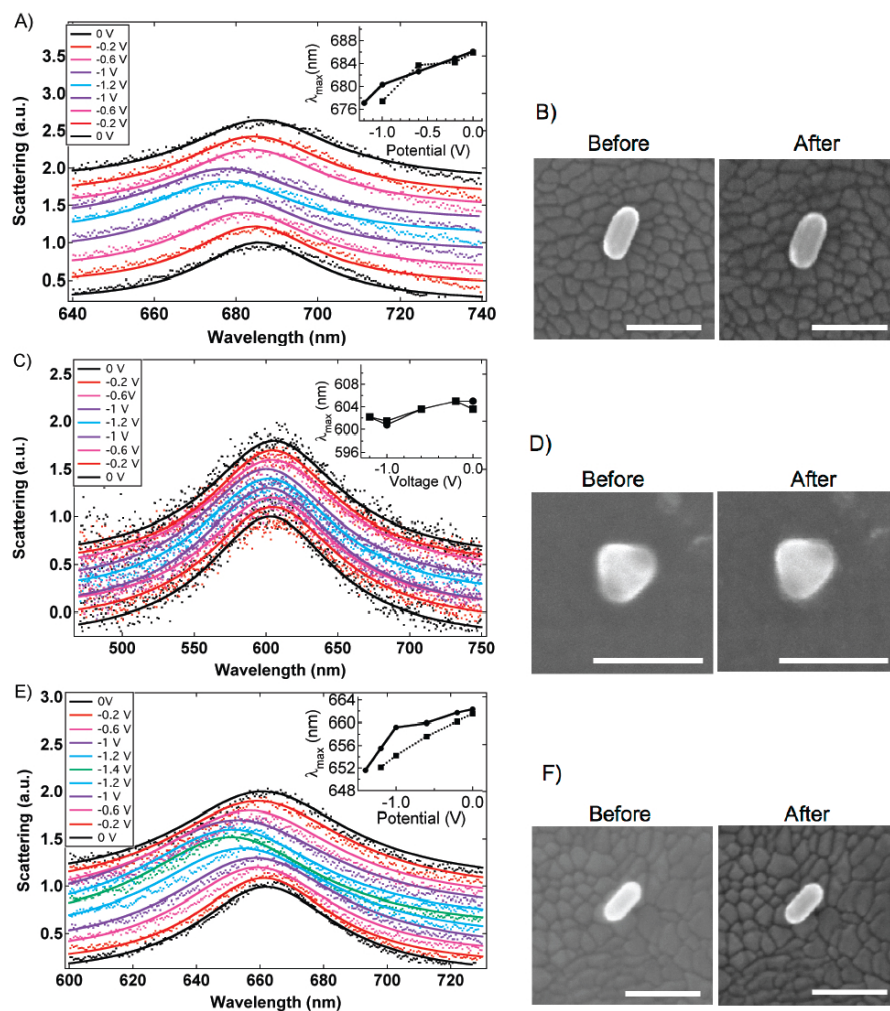 A)
0 V
-0.2 V
-0.6 V
-1 V
-1.2 V
-1 V
-0.6 V
-0.2 V
0 V
3.5
3.0
2.5
2.0
1.5
1.0
0.5
Scattering (a.u.)
640 660 680 700 720 740
Wavelength (nm)
688
684
680
676
λmax(nm)
-1.0 -0.5 0.0
Potential (V)
B)
Before After
C)
0 V
-0.2 V
-0.6V
-1 V
-1.2 V
-1 V
-0.6 V
-0.2 V
0 V
2.5
2.0
1.5
1.0
0.5
0.0
Scattering (a.u.)
500 550 600 650 700 750
Wavelength (nm)
608
604
600
596
λmax (nm)
-1.0 0.0
Voltage (V)
D)
Before After
E)
0V
-0.2 V
-0.6 V
-1 V
-1.2 V
-1.4 V
-1.2 V
-1 V
-0.6 V
-0.2 V
0 V
3.0
2.5
2.0
1.5
1.0
0.5
Scattering (a.u.)
600 620 640 660 680 700 720
Wavelength (nm)
664
660
656
652
648
λmax (nm)
-1.0 0.0
Potential (V)
F)
Before After